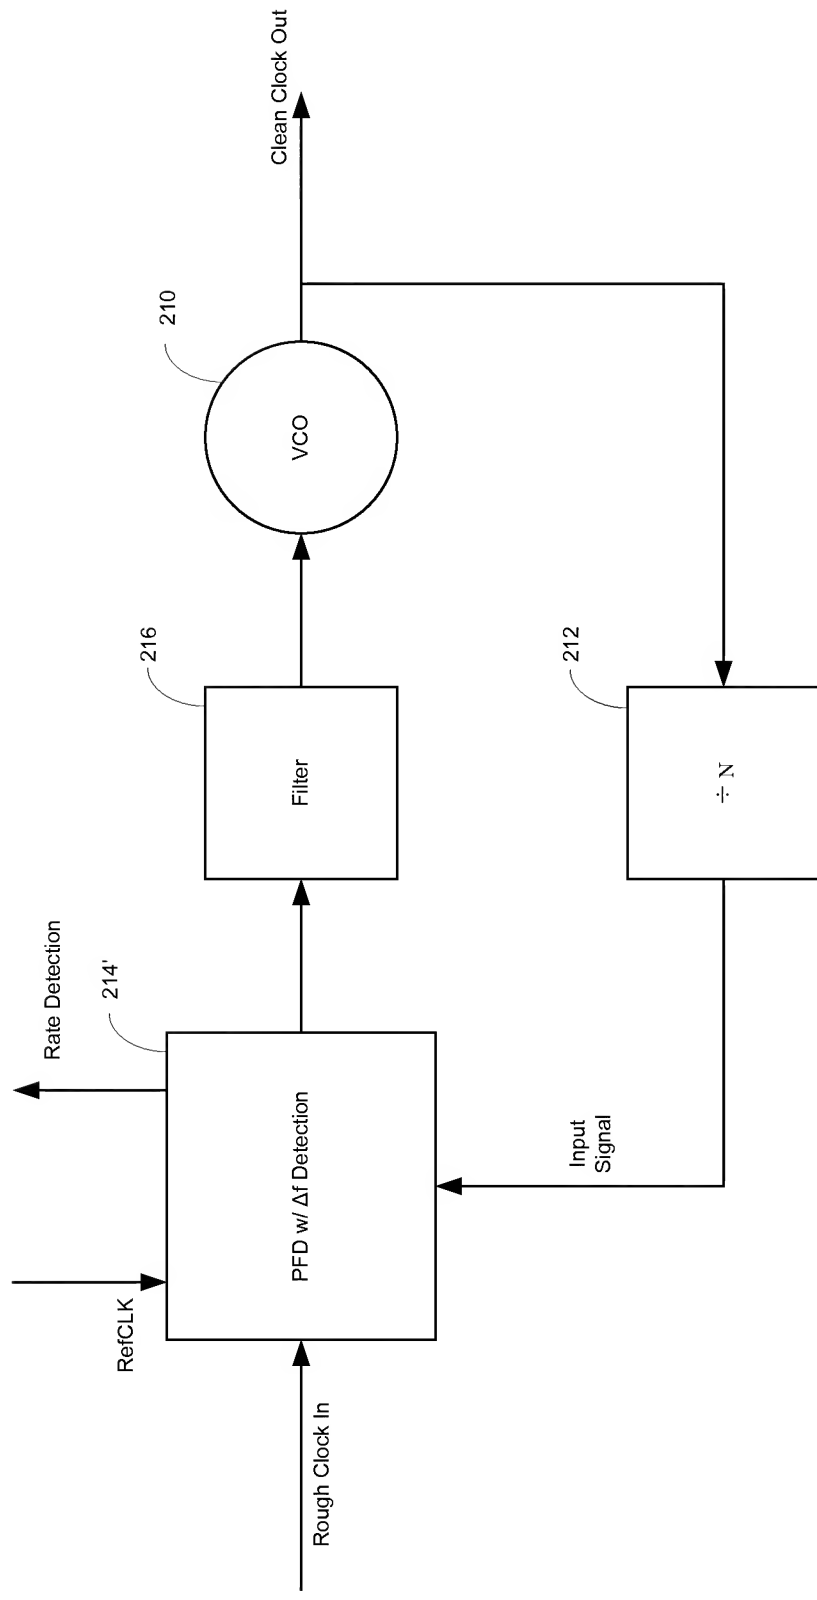 Rough Clock In
RefCLK
Rate Detection
214'
PFD w/ Δf Detection
216
Filter
210
VCO
Clean Clock Out
Input
Signal
212
÷ N